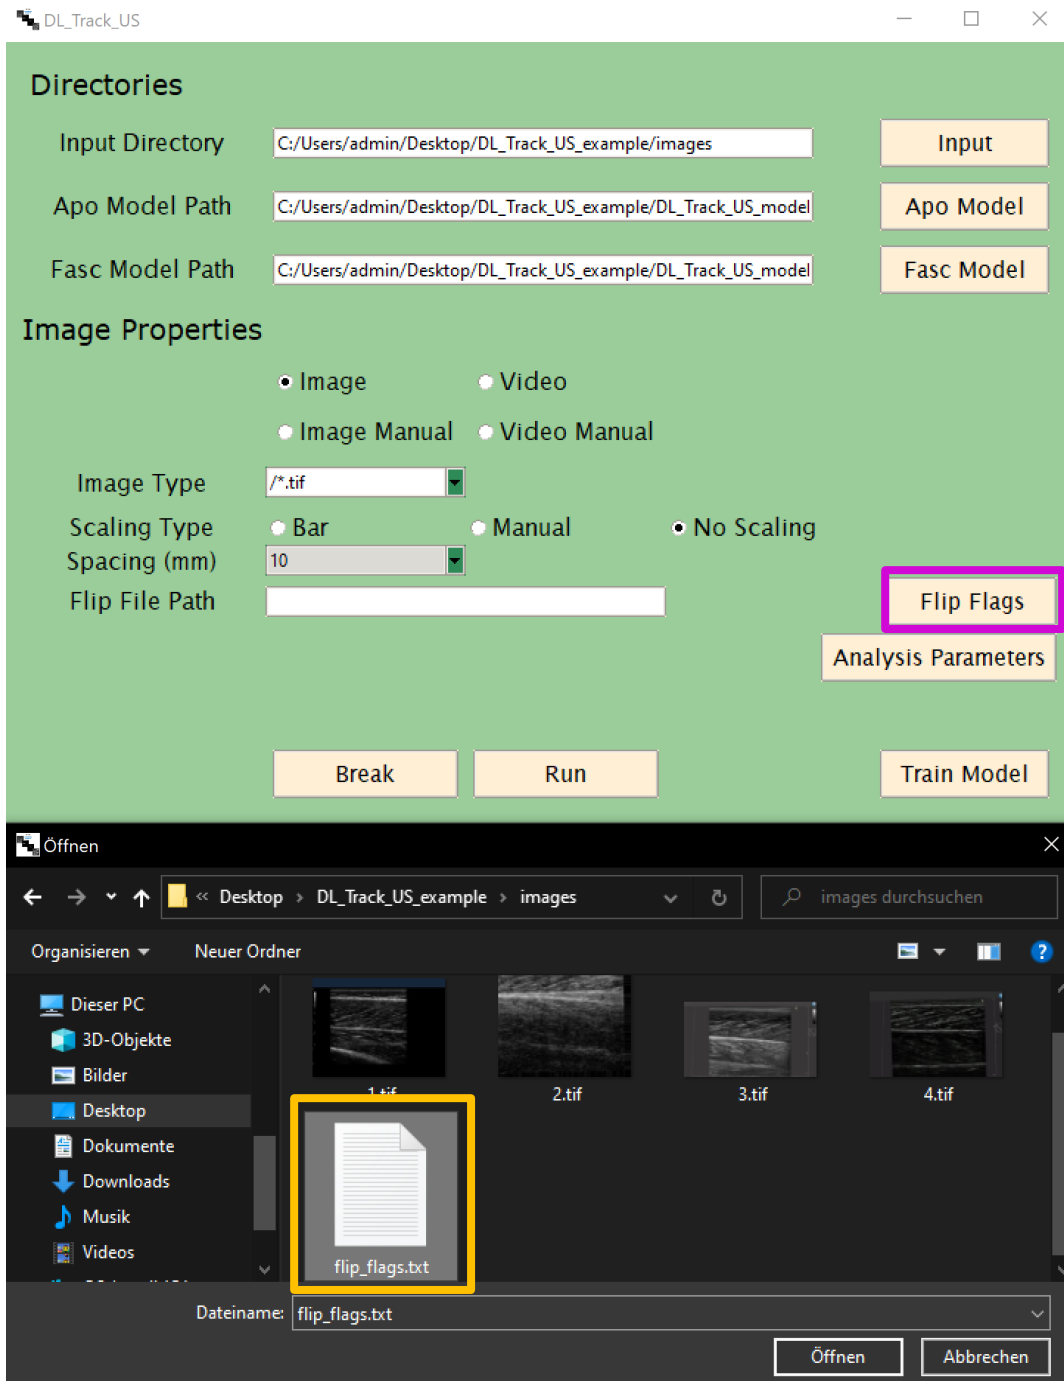 DL_Track_US
Directories
Input Directory C:/Users/admin/Desktop/DL_Track_US_example/images Input
Apo Model Path C:/Users/admin/Desktop/DL_Track_US_example/DL_Track_US_model Apo Model
Fasc Model Path C:/Users/admin/Desktop/DL_Track_US_example/DL_Track_US_model Fasc Model
Image Properties
Image Video
Image Manual Video Manual
Image Type /*.tif
Scaling Type Bar Manual No Scaling
Spacing (mm) 10
Flip File Path Flip Flags
Analysis Parameters
Break Run Train Model
Öffnen
« Desktop › DL_Track_US_example › images images durchsuchen
Organisieren Neuer Ordner ?
Dieser PC
3D-Objekte
Bilder
Desktop
Dokumente
Downloads
Musik
Videos
1.tif 2.tif 3.tif 4.tif
flip_flags.txt
Dateiname: flip_flags.txt
Öffnen Abbrechen